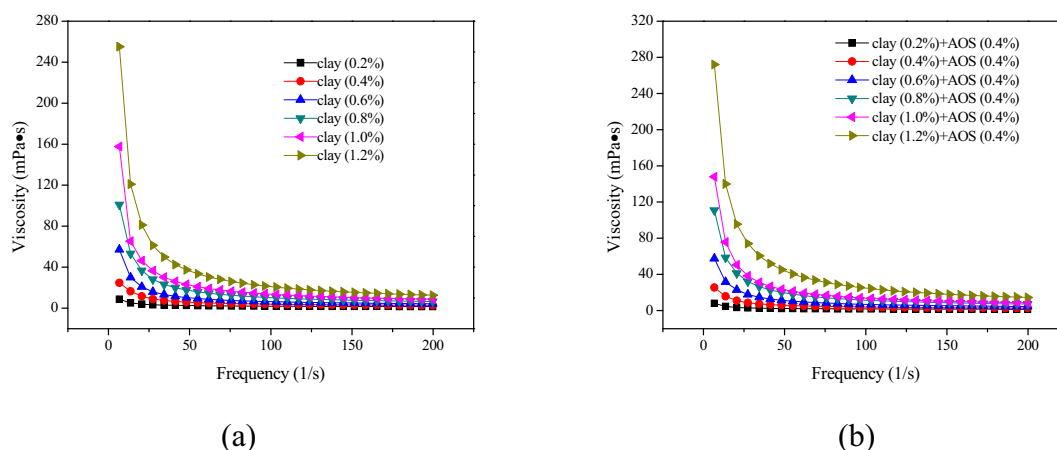 280
240
200
160
120
80
40
0
Viscosity (mPa●s)
clay (0.2%)
clay (0.4%)
clay (0.6%)
clay (0.8%)
clay (1.0%)
clay (1.2%)
0 50 100 150 200
Frequency (1/s)
(a)
320
280
240
200
160
120
80
40
0
Viscosity (mPa●s)
clay (0.2%)+AOS (0.4%)
clay (0.4%)+AOS (0.4%)
clay (0.6%)+AOS (0.4%)
clay (0.8%)+AOS (0.4%)
clay (1.0%)+AOS (0.4%)
clay (1.2%)+AOS (0.4%)
0 50 100 150 200
Frequency (1/s)
(b)